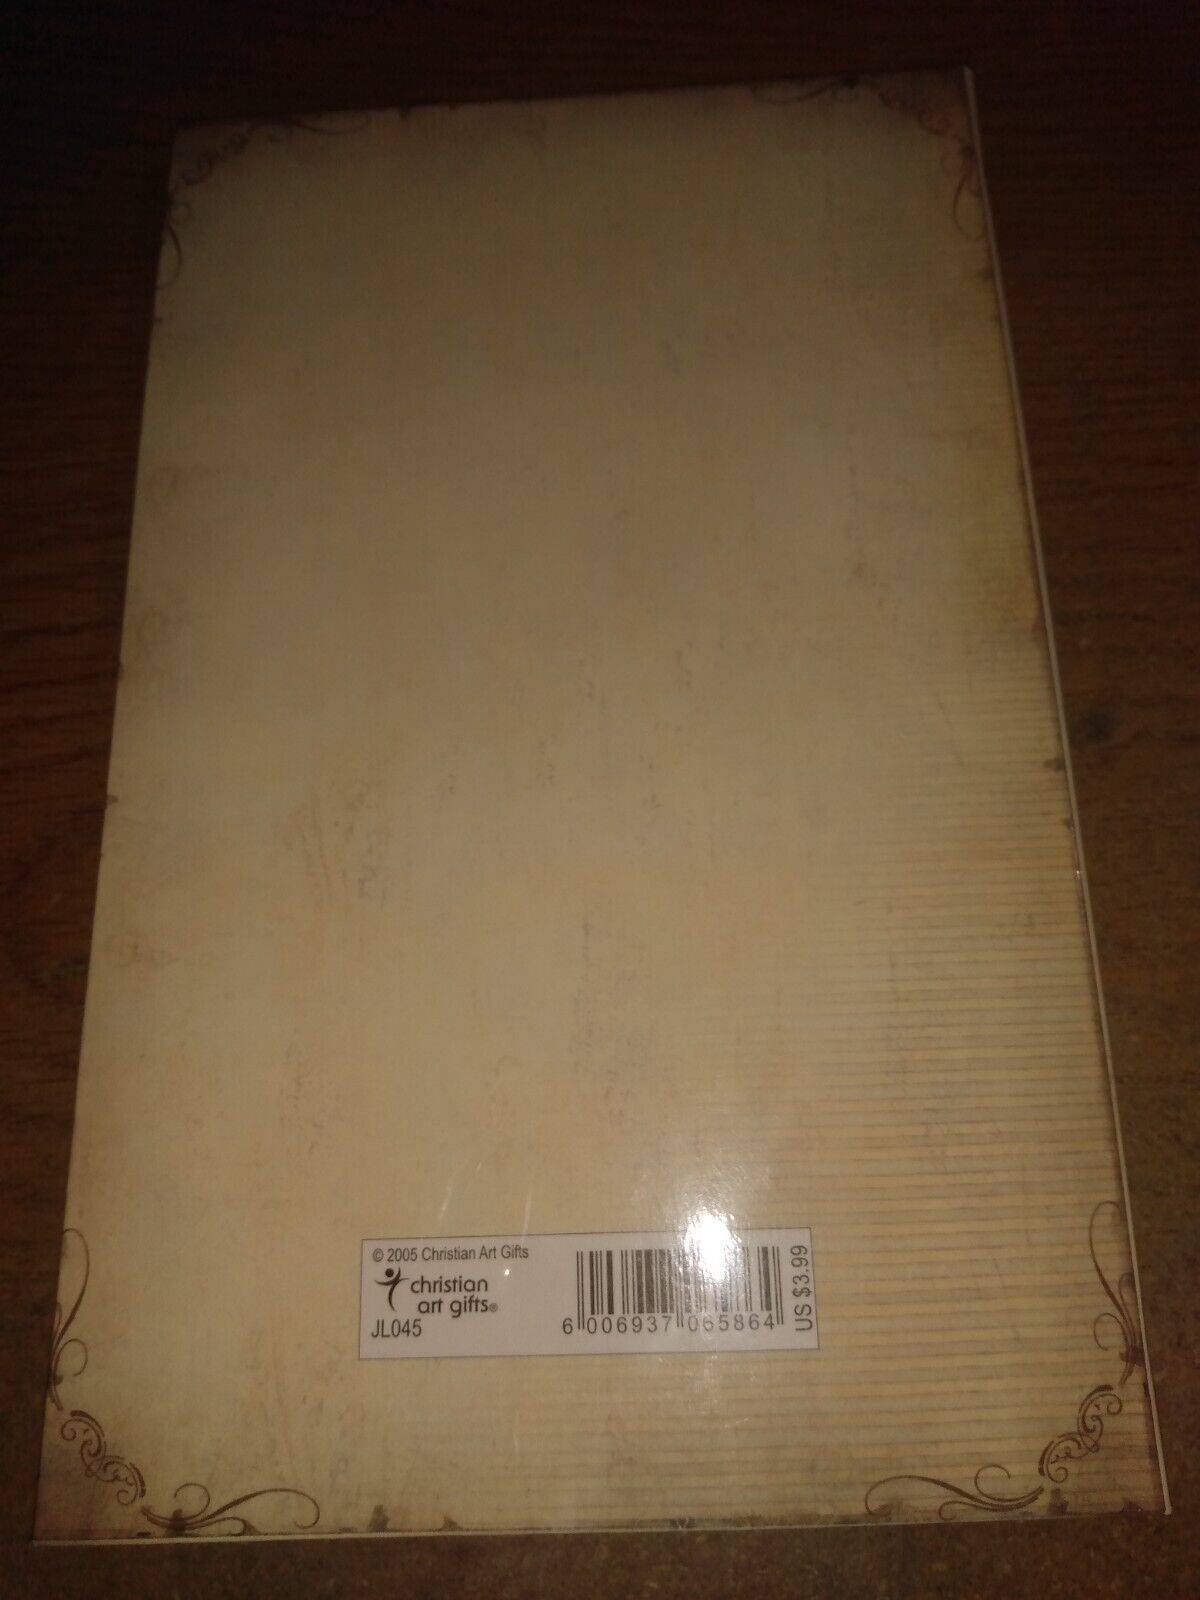 © 2005 Christian Art Gifts
christian
art gifts®
JL045
6 006937 065864
US $3.99